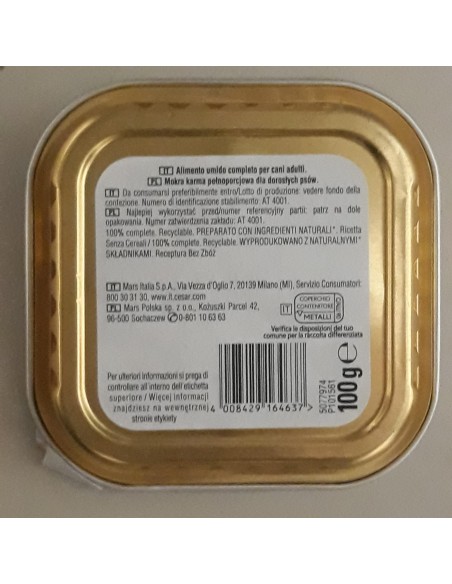 IT Alimento umido completo per cani adulti.
PL Mokra karma pełnoporcjowa dla dorosłych psów.
IT Da consumarsi preferibilmente entro/Lotto di produzione: vedere fondo della
confezione. Numero di identificazione stabilimento: AT 4001.
PL Najlepiej wykorzystać przed/numer referencyjny partii: patrz na dole
opakowania. Numer zatwierdzenia zakładu: AT 4001.
100% complete. Recyclable. PREPARATO CON INGREDIENTI NATURALI*. Ricetta
Senza Cereali / 100% complete. Recyclable. WYPRODUKOWANO Z NATURALNYMI*
SKŁADNIKAMI. Receptura Bez Zbóż
IT Mars Italia S.p.A., Via Vezza d'Oglio 7, 20139 Milano (MI), Servizio Consumatori:
800 30 31 30. www.it.cesar.com
PL Mars Polska sp. z o.o., Kożuszki Parcel 42,
96-500 Sochaczew 0-801 10 63 63
IT
COPERCHIO
CONTENITORE
METALLI
Verifica le disposizioni del tuo
comune per la raccolta differenziata
Per ulteriori informazioni si prega di
controllare all'interno dell'etichetta
superiore / Więcej informacji
znajdziesz na wewnętrznej
stronie etykiety
4 008429 164637
5077974
P101561
100g e